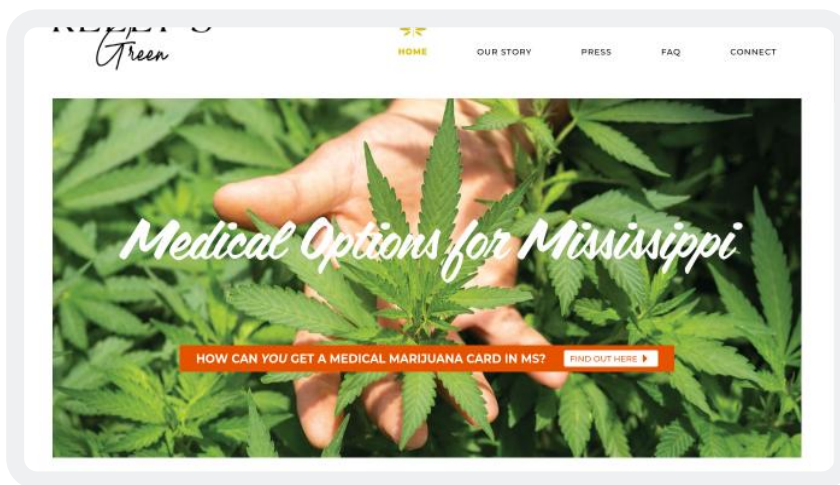 Green
HOME
OUR STORY
PRESS
FAQ
CONNECT
Medical Options for Mississippi
HOW CAN YOU GET A MEDICAL MARIJUANA CARD IN MS?
FIND OUT HERE